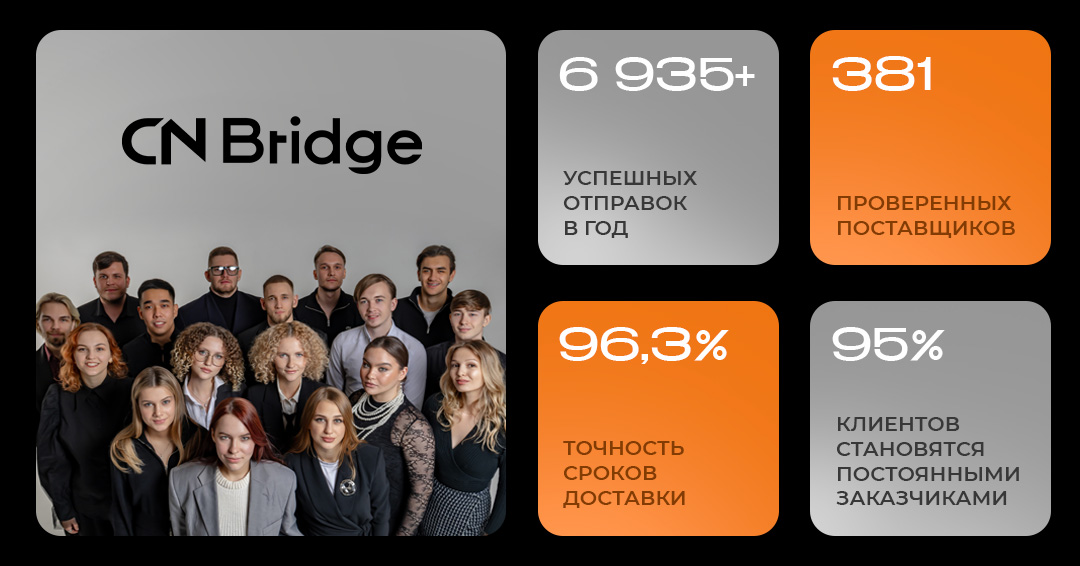 CN Bridge
6 935+
УСПЕШНЫХ
ОТПРАВОК
В ГОД
381
ПРОВЕРЕННЫХ
ПОСТАВЩИКОВ
96,3%
ТОЧНОСТЬ
СРОКОВ
ДОСТАВКИ
95%
КЛИЕНТОВ
СТАНОВЯТСЯ
ПОСТОЯННЫМИ
ЗАКАЗЧИКАМИ